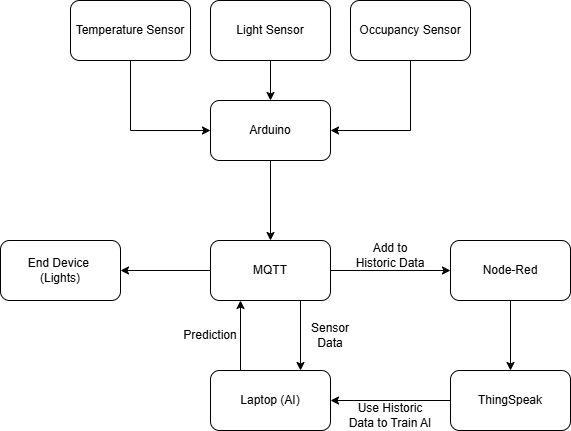 Temperature Sensor
Light Sensor
Occupancy Sensor
Arduino
End Device
(Lights)
MQTT
Add to
Historic Data
Node-Red
Prediction
Sensor
Data
Laptop (AI)
Use Historic
Data to Train AI
ThingSpeak